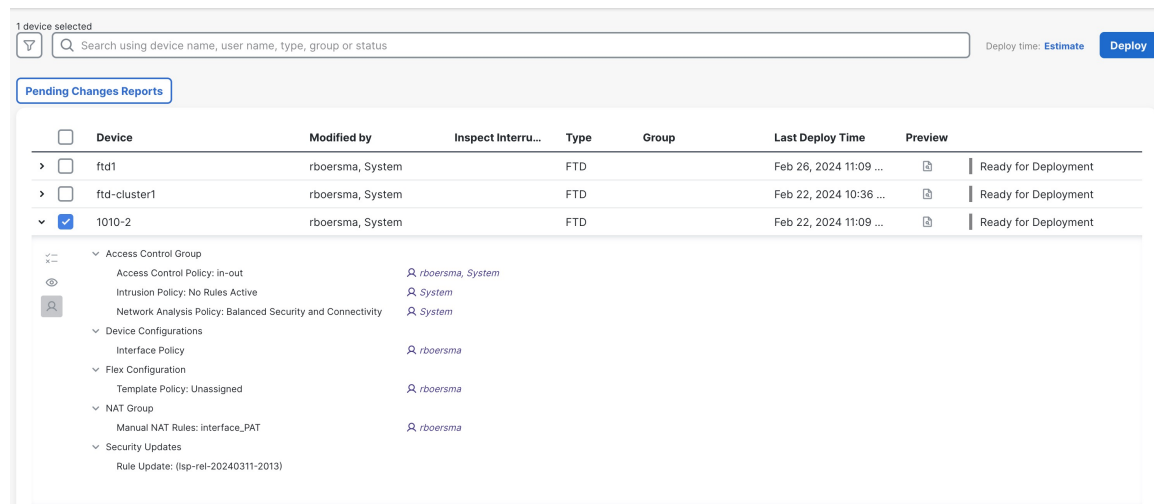 1 device selected
Search using device name, user name, type, group or status
Deploy time: Estimate
Deploy
Pending Changes Reports
Device Modified by Inspect Interru... Type Group Last Deploy Time Preview
ftd1 rboersma, System FTD Feb 26, 2024 11:09 ... Ready for Deployment
ftd-cluster1 rboersma, System FTD Feb 22, 2024 10:36 ... Ready for Deployment
1010-2 rboersma, System FTD Feb 22, 2024 11:09 ... Ready for Deployment
Access Control Group
Access Control Policy: in-out rboersma, System
Intrusion Policy: No Rules Active System
Network Analysis Policy: Balanced Security and Connectivity System
Device Configurations
Interface Policy rboersma
Flex Configuration
Template Policy: Unassigned rboersma
NAT Group
Manual NAT Rules: interface_PAT rboersma
Security Updates
Rule Update: (lsp-rel-20240311-2013)